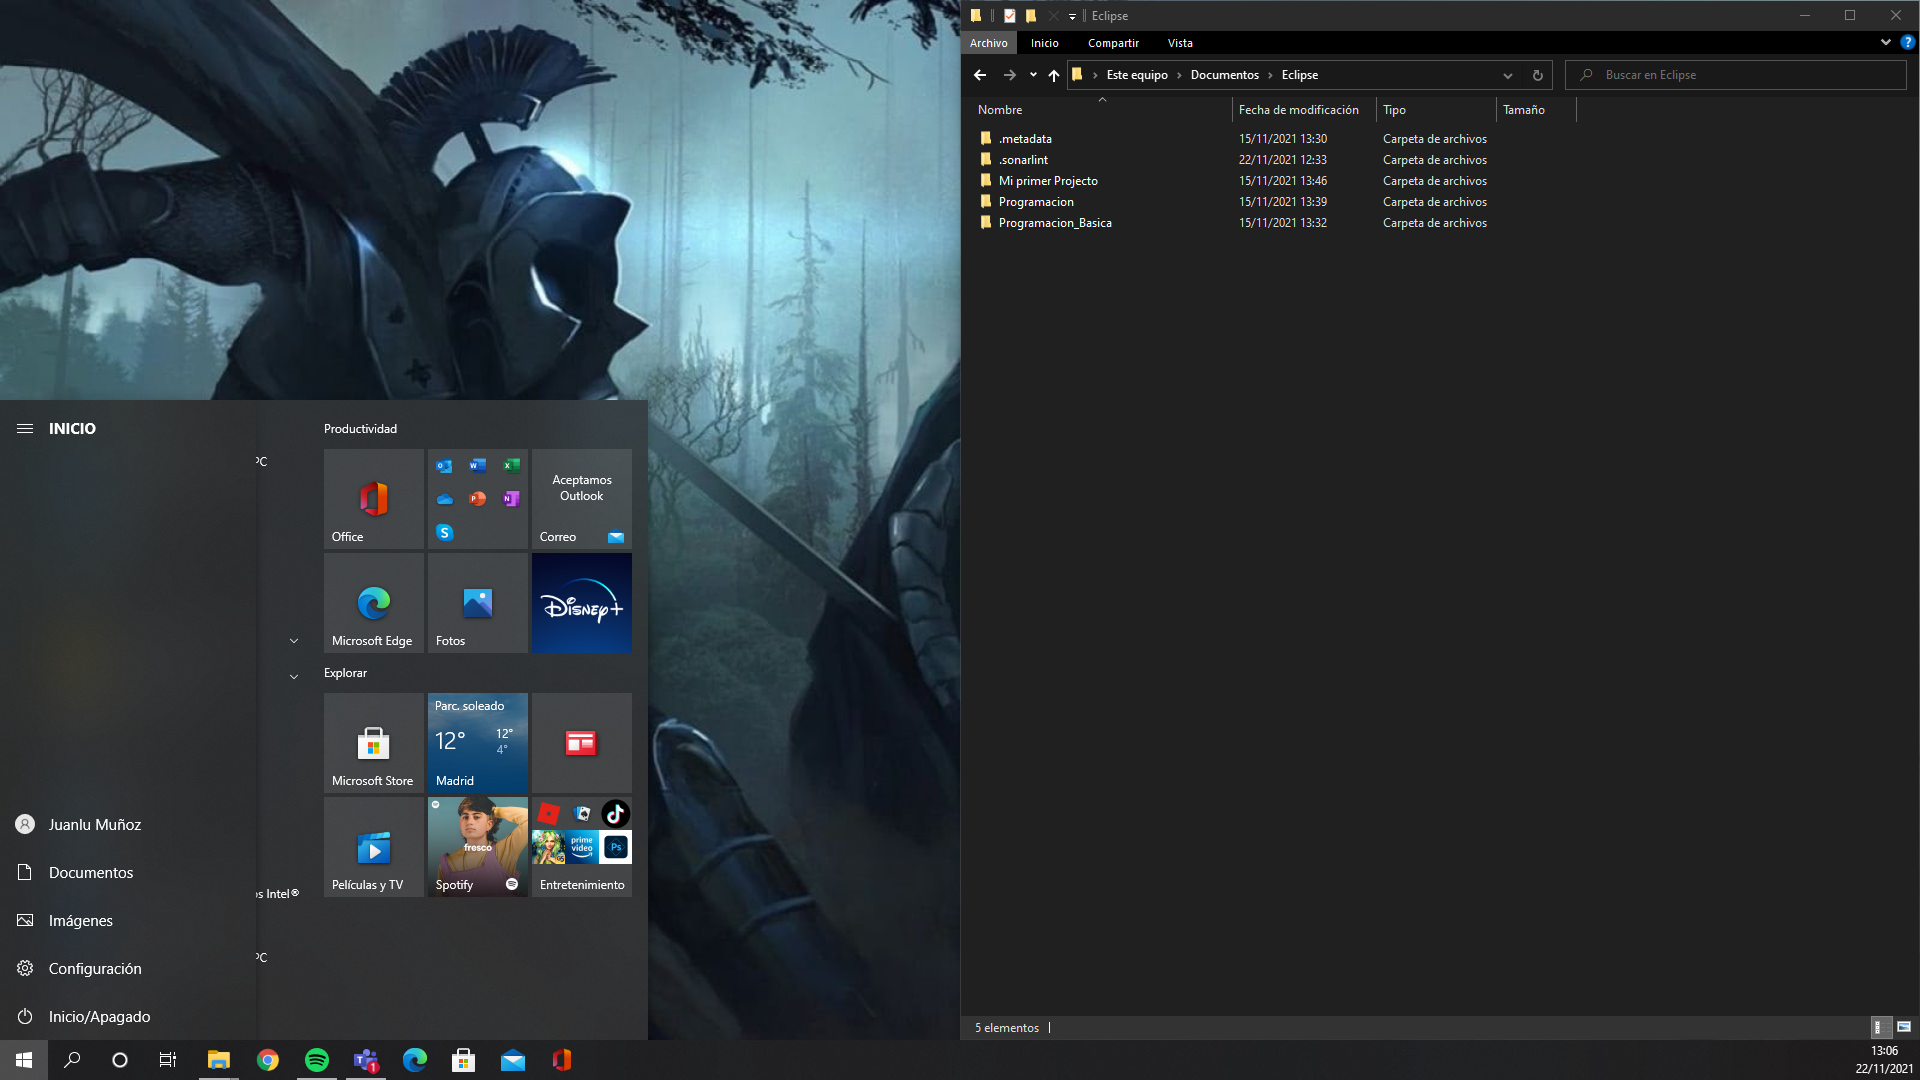 Eclipse
Archivo Inicio Compartir Vista
Este equipo Documentos Eclipse
Buscar en Eclipse
Nombre Fecha de modificación Tipo Tamaño
.metadata 15/11/2021 13:30 Carpeta de archivos
.sonarlint 22/11/2021 12:33 Carpeta de archivos
Mi primer Projecto 15/11/2021 13:46 Carpeta de archivos
Programacion 15/11/2021 13:39 Carpeta de archivos
Programacion_Basica 15/11/2021 13:32 Carpeta de archivos
5 elementos
INICIO
PC
Juanlu Muñoz
Documentos
os Intel®
Imágenes
PC
Configuración
Inicio/Apagado
Productividad
Office
Aceptamos
Outlook
Correo
Microsoft Edge
Fotos
Disney+
Explorar
Microsoft Store
Parc. soleado
12° 12°
4°
Madrid
Películas y TV
fresco
Spotify
prime
video
Ps
Entretenimiento
13:06
22/11/2021